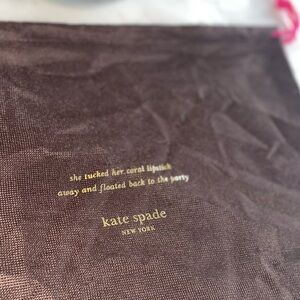 she tucked her coral lipstick
away and floated back to the party
kate spade
NEW YORK